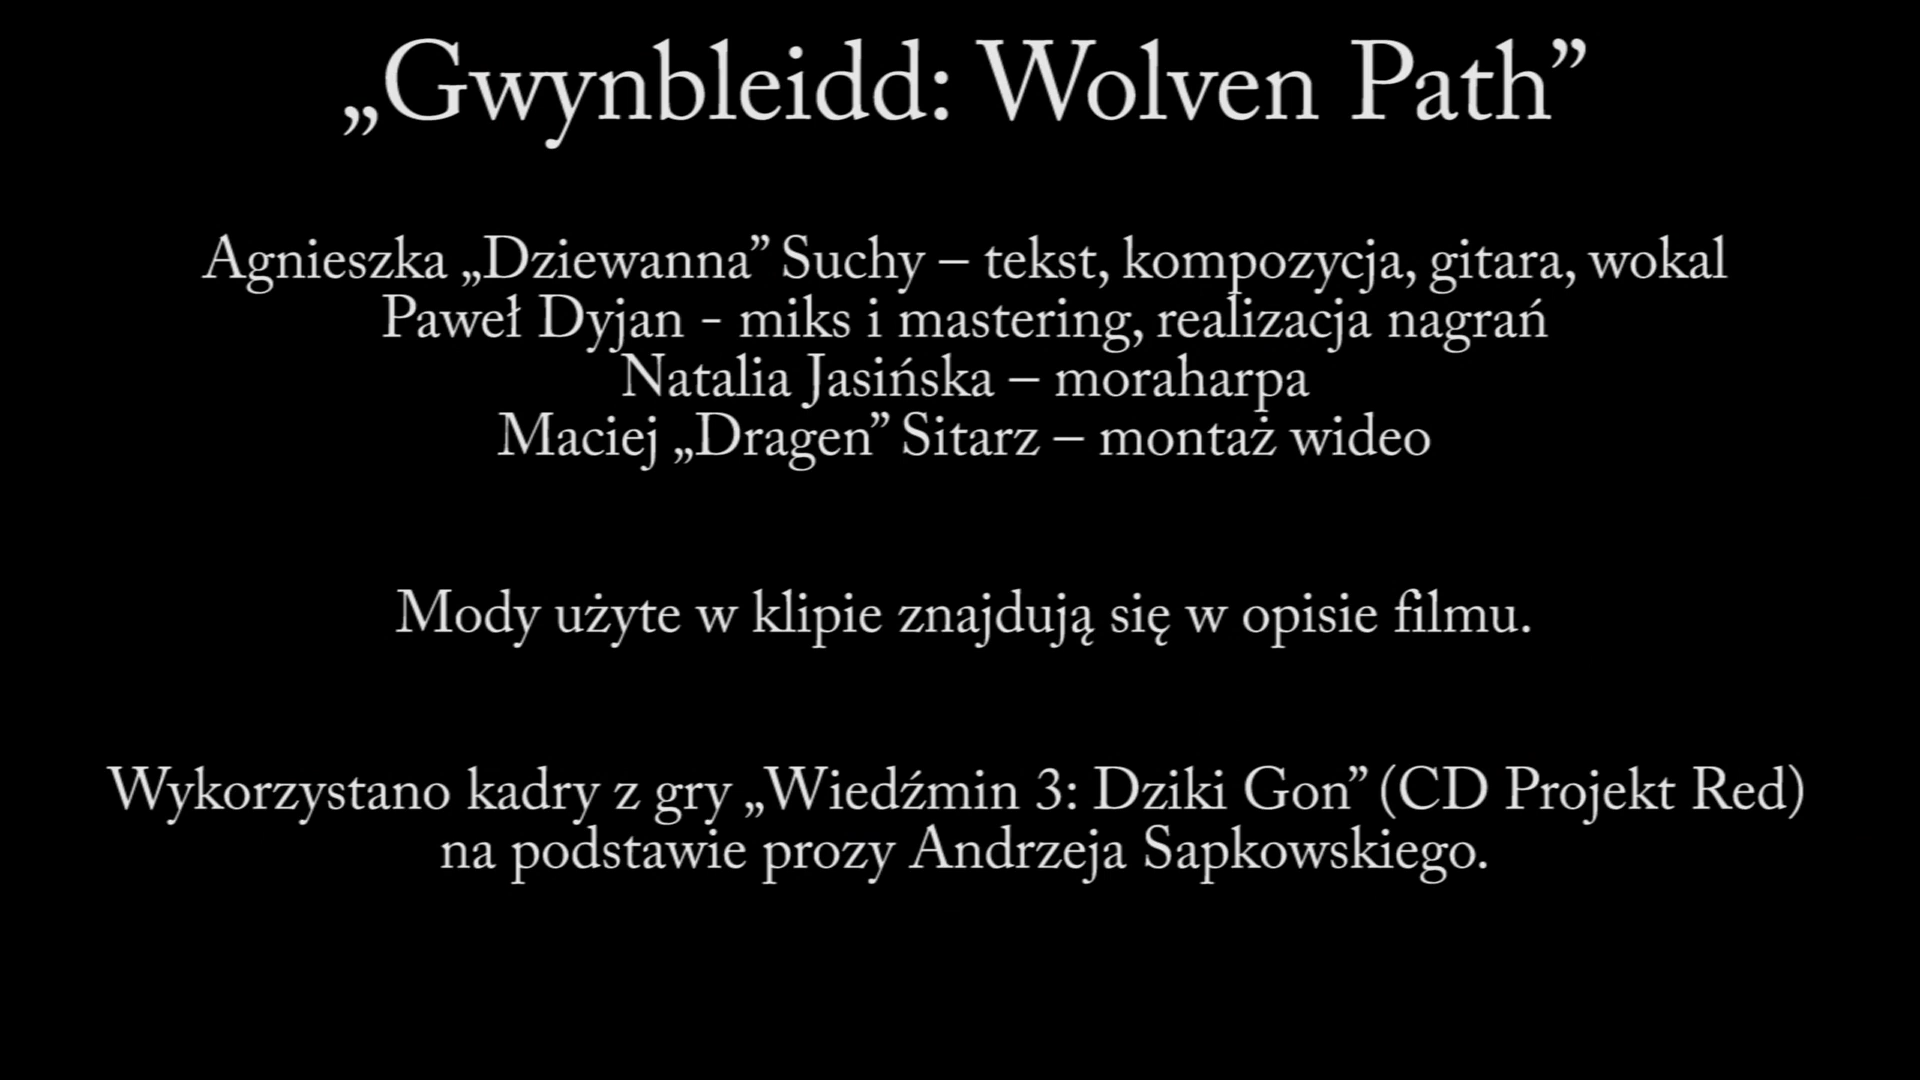 „Gwynbleidd: Wolven Path”
Agnieszka „Dziewanna” Suchy – tekst, kompozycja, gitara, wokal
Paweł Dyjan - miks i mastering, realizacja nagrań
Natalia Jasińska – moraharpa
Maciej „Dragen” Sitarz – montaż wideo
Mody użyte w klipie znajdują się w opisie filmu.
Wykorzystano kadry z gry „Wiedźmin 3: Dziki Gon” (CD Projekt Red)
na podstawie prozy Andrzeja Sapkowskiego.